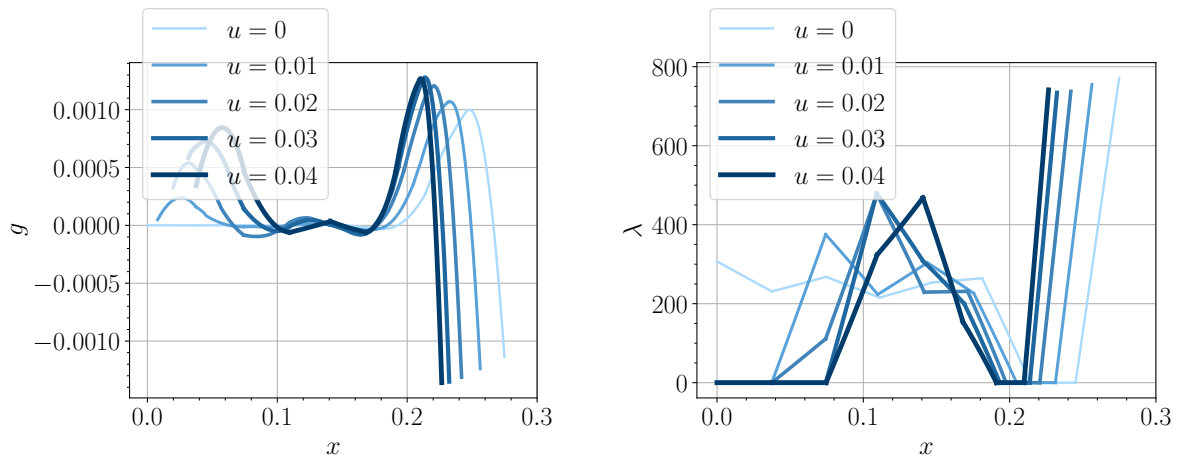 u = 0
u = 0.01
u = 0.02
u = 0.03
u = 0.04
0.0010
0.0005
0.0000
−0.0005
−0.0010
g
0.0 0.1 0.2 0.3
x
u = 0
u = 0.01
u = 0.02
u = 0.03
u = 0.04
800
600
400
200
0
λ
0.0 0.1 0.2 0.3
x